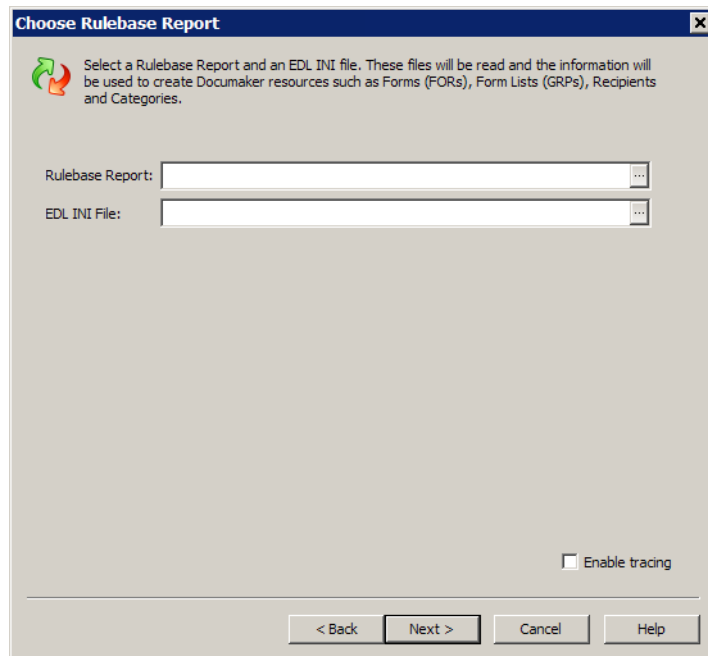 Choose Rulebase Report
Select a Rulebase Report and an EDL INI file. These files will be read and the information will
be used to create Documaker resources such as Forms (FORs), Form Lists (GRPs), Recipients
and Categories.
Rulebase Report:
...
EDL INI File:
...
Enable tracing
< Back
Next >
Cancel
Help